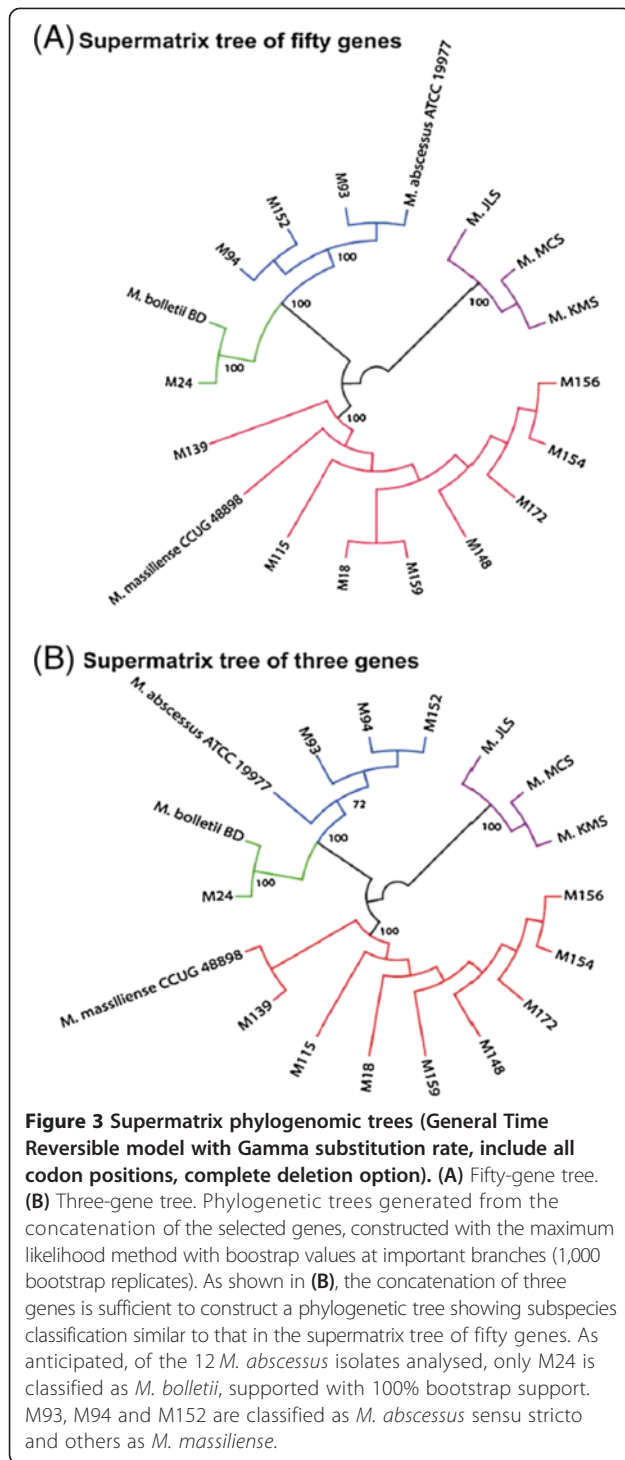 (A) Supermatrix tree of fifty genes
M. abscessus ATCC 19977
M93
M152
M94
M. JLS
M. MCS
M. KMS
100
100
100
M. bolletii BD
100
M24
100
M139
M. massiliense CCUG 48898
M115
M18
M159
M148
M172
M154
M156
(B) Supermatrix tree of three genes
M. abscessus ATCC 19977
M93
M94
M152
M. JLS
M. MCS
M. KMS
72
100
100
M. bolletii BD
100
M24
100
M. massiliense CCUG 48898
M139
M115
M18
M159
M148
M172
M154
M156
Figure 3 Supermatrix phylogenomic trees (General Time
Reversible model with Gamma substitution rate, include all
codon positions, complete deletion option). (A) Fifty-gene tree.
(B) Three-gene tree. Phylogenetic trees generated from the
concatenation of the selected genes, constructed with the maximum
likelihood method with boostrap values at important branches (1,000
bootstrap replicates). As shown in (B), the concatenation of three
genes is sufficient to construct a phylogenetic tree showing subspecies
classification similar to that in the supermatrix tree of fifty genes. As
anticipated, of the 12 M. abscessus isolates analysed, only M24 is
classified as M. bolletii, supported with 100% bootstrap support.
M93, M94 and M152 are classified as M. abscessus sensu stricto
and others as M. massiliense.